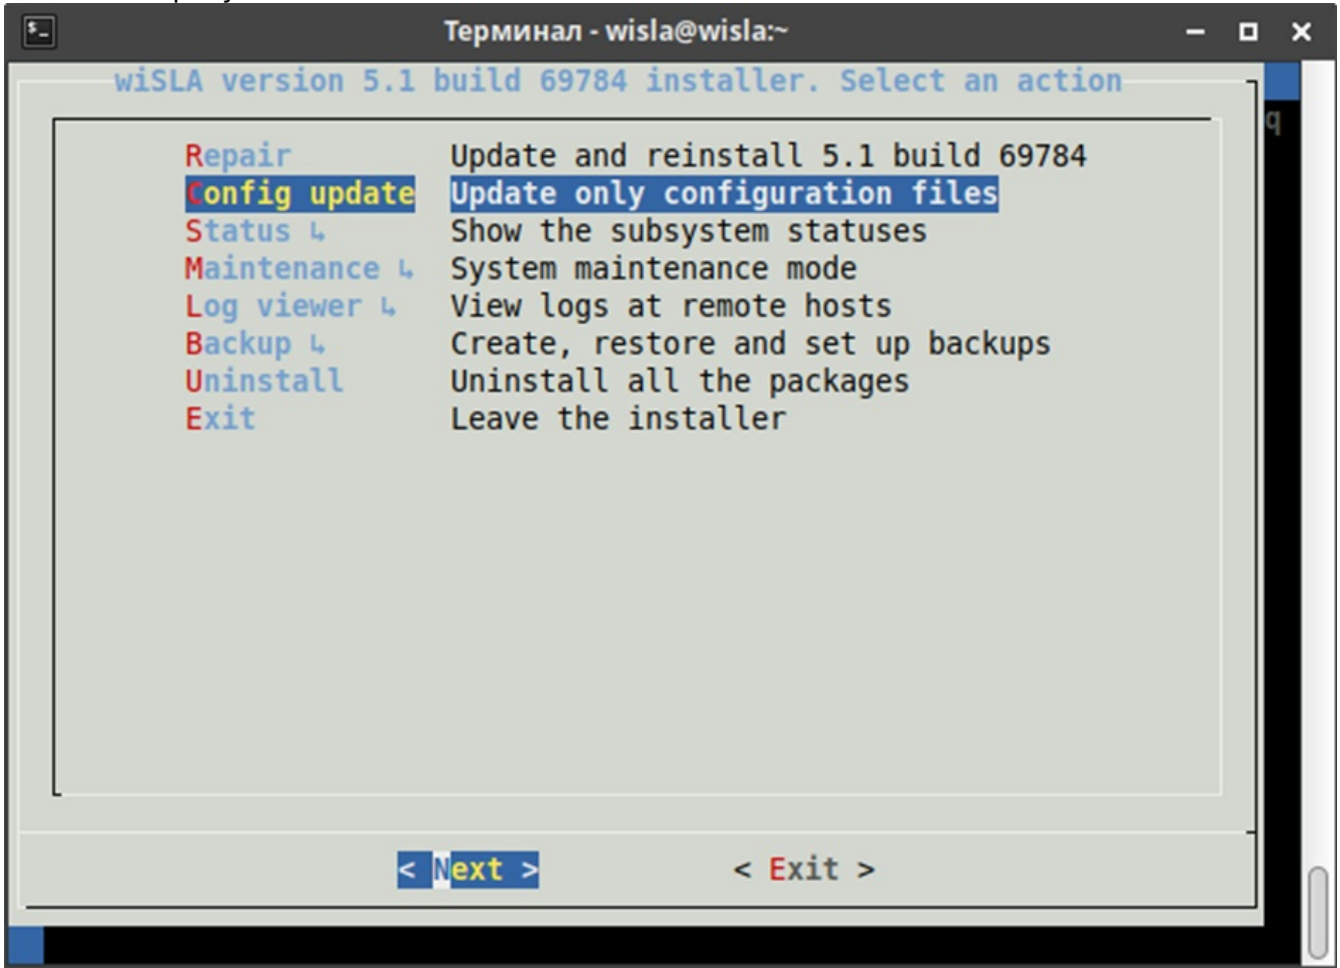 Терминал - wisla@wisla:~
wiSLA version 5.1 build 69784 installer. Select an action
q
Repair Update and reinstall 5.1 build 69784
Config update Update only configuration files
Status ↳ Show the subsystem statuses
Maintenance ↳ System maintenance mode
Log viewer ↳ View logs at remote hosts
Backup ↳ Create, restore and set up backups
Uninstall Uninstall all the packages
Exit Leave the installer
< Next > < Exit >